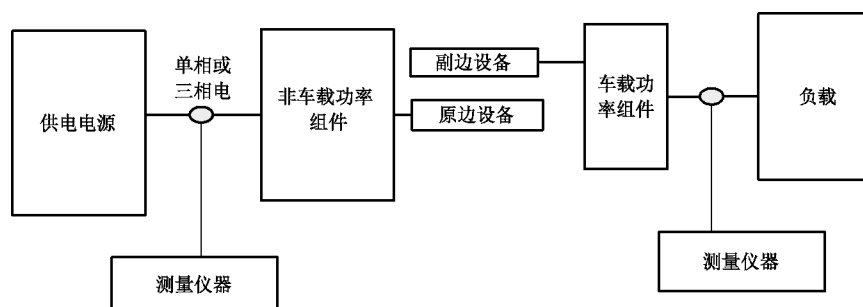 供电电源
单相或
三相电
非车载功率
组件
副边设备
原边设备
车载功
率组件
负载
测量仪器
测量仪器